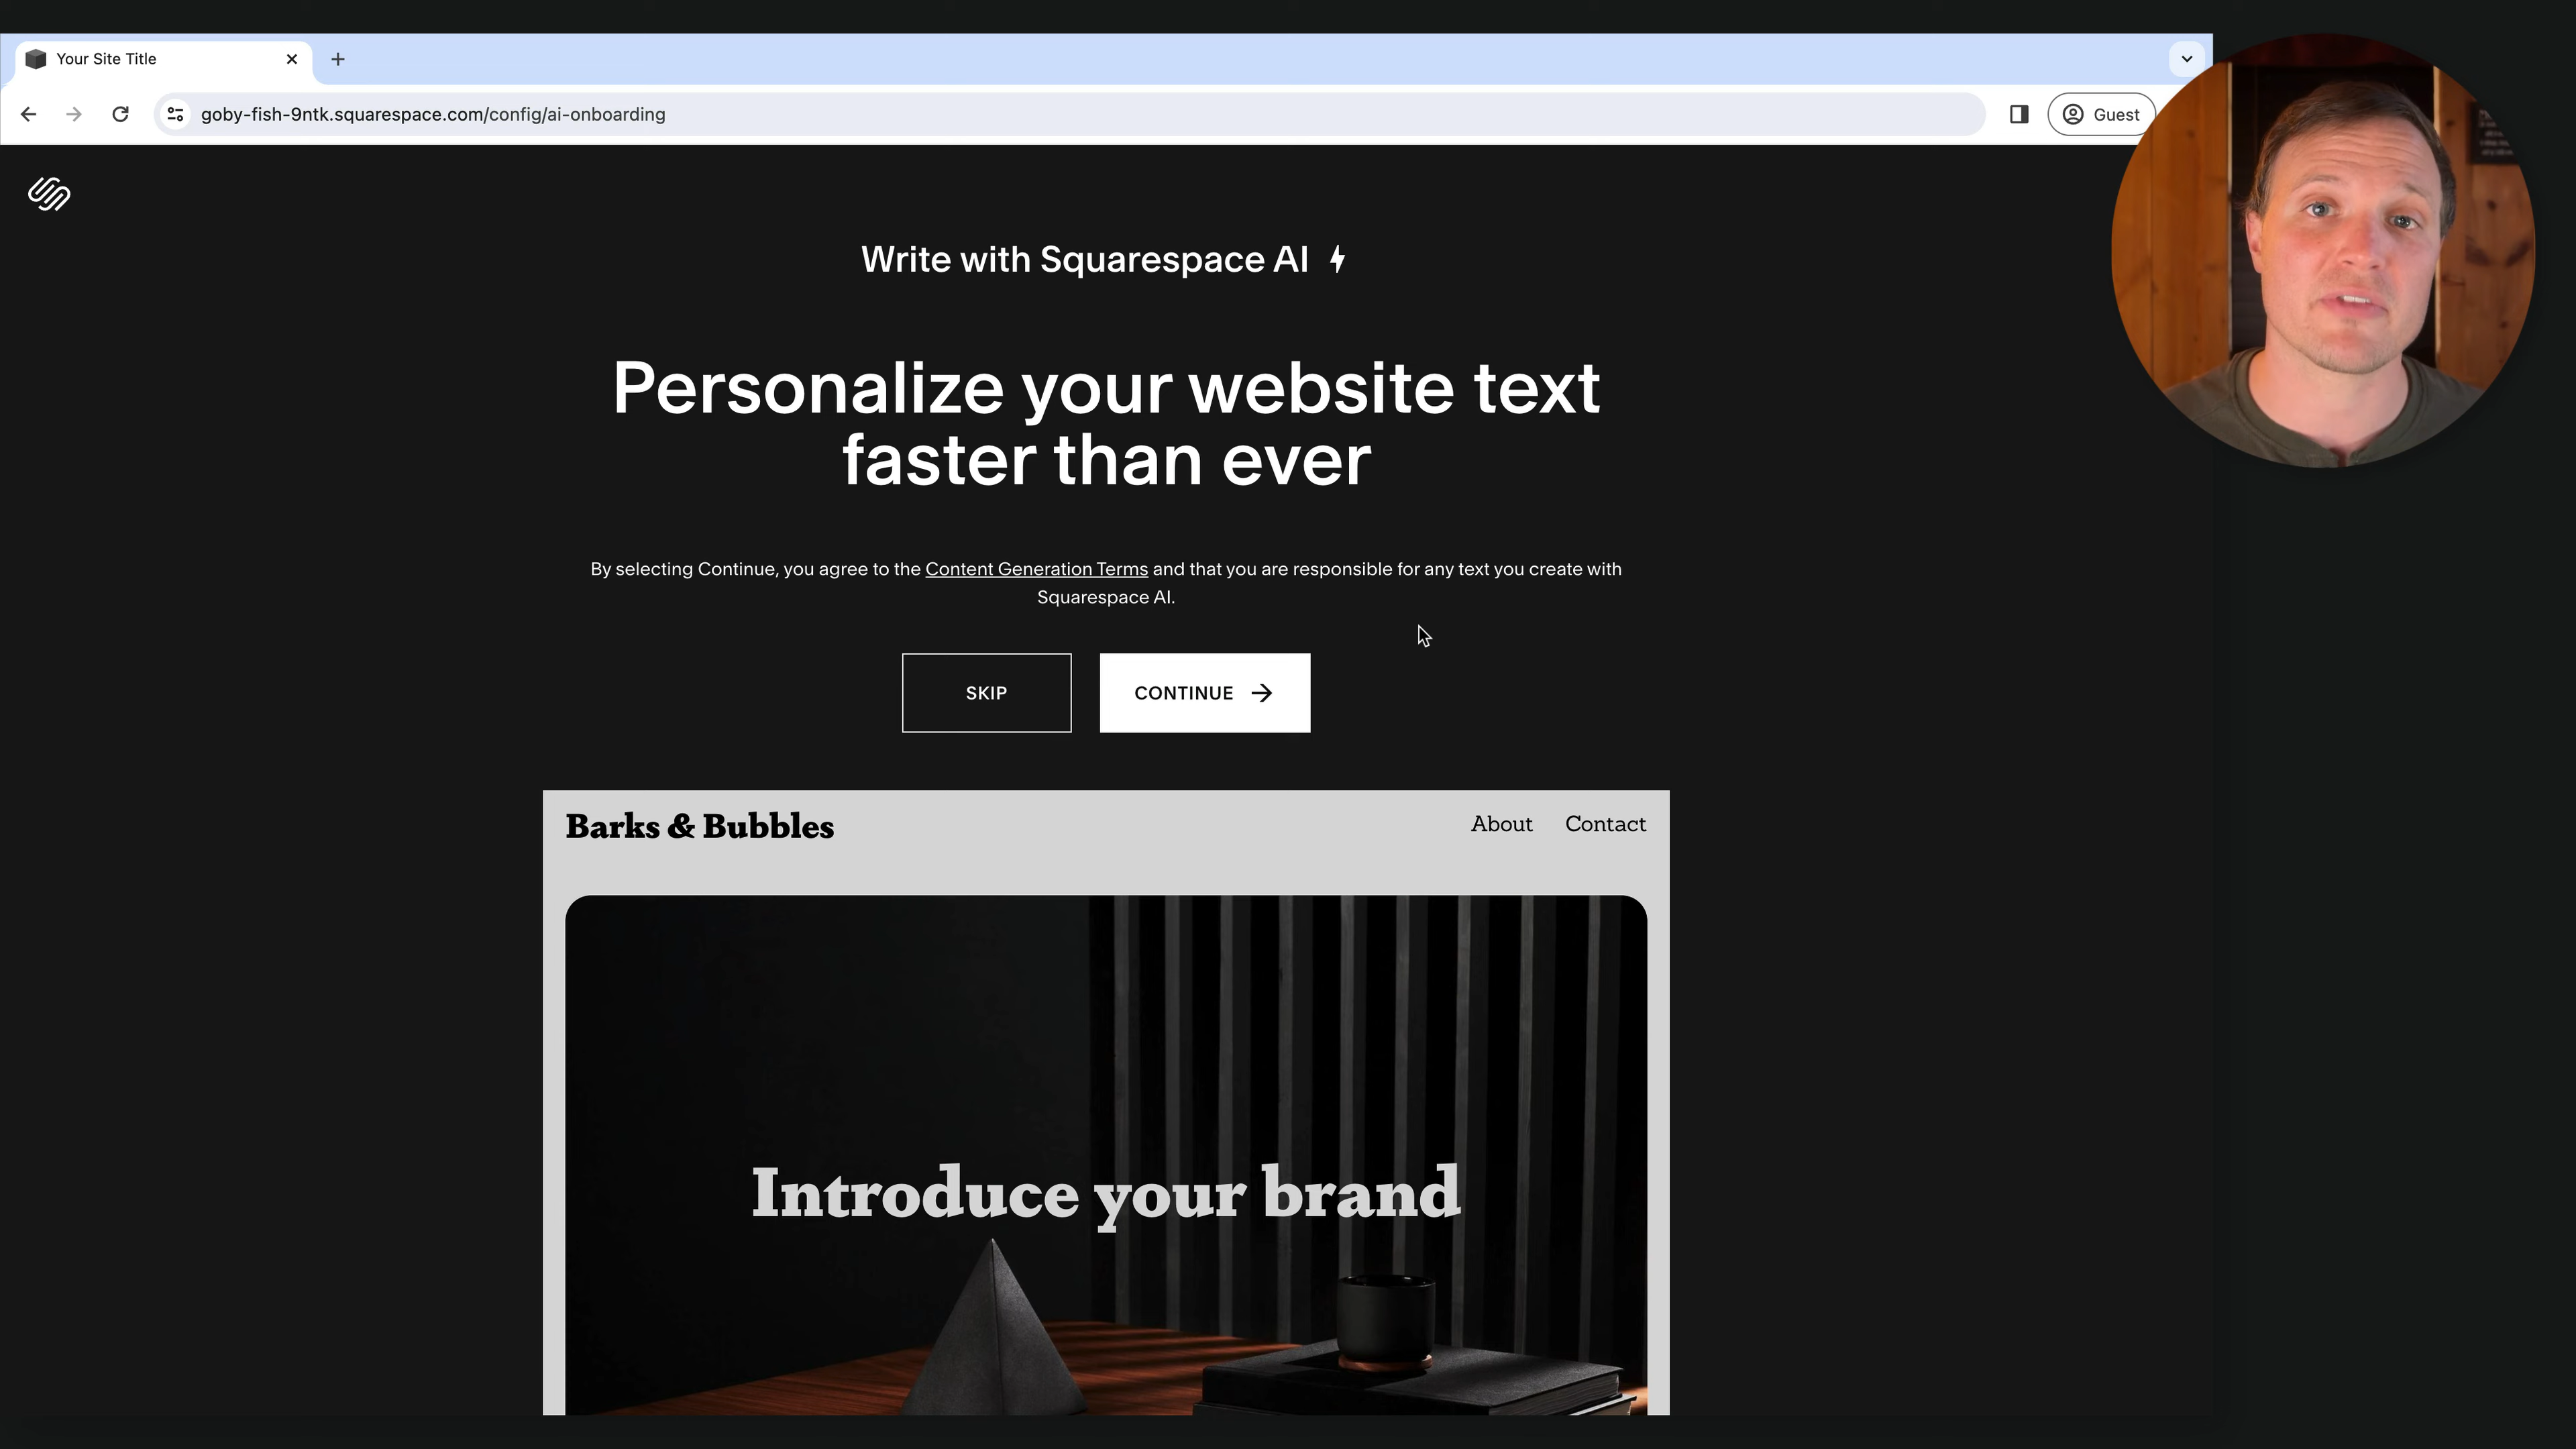 Your Site Title
goby-fish-9ntk.squarespace.com/config/ai-onboarding
Guest
Write with Squarespace AI
Personalize your website text
faster than ever
By selecting Continue, you agree to the Content Generation Terms and that you are responsible for any text you create with
Squarespace AI.
SKIP
CONTINUE
Barks & Bubbles
About
Contact
Introduce your brand